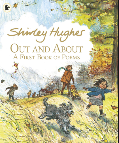 Shirley Hughes
OUT AND ABOUT
A FIRST BOOK OF POEMS